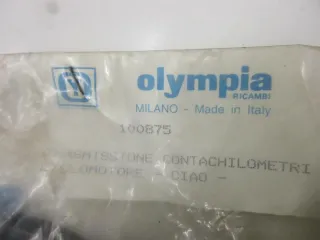 olympia
RICAMBI
MILANO - Made in Italy
100875
CONTACHILOMETRI
CIAO -